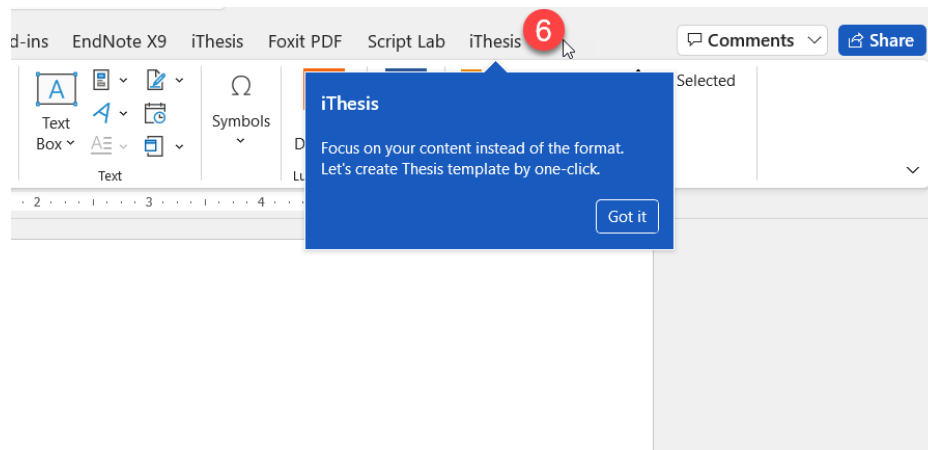 d-ins EndNote X9 iThesis Foxit PDF Script Lab iThesis 6 Comments Share
A
Text
Box
A
A
Ω
Symbols
Selected
Text
iThesis
Focus on your content instead of the format.
Let's create Thesis template by one-click.
Got it
2 3 4